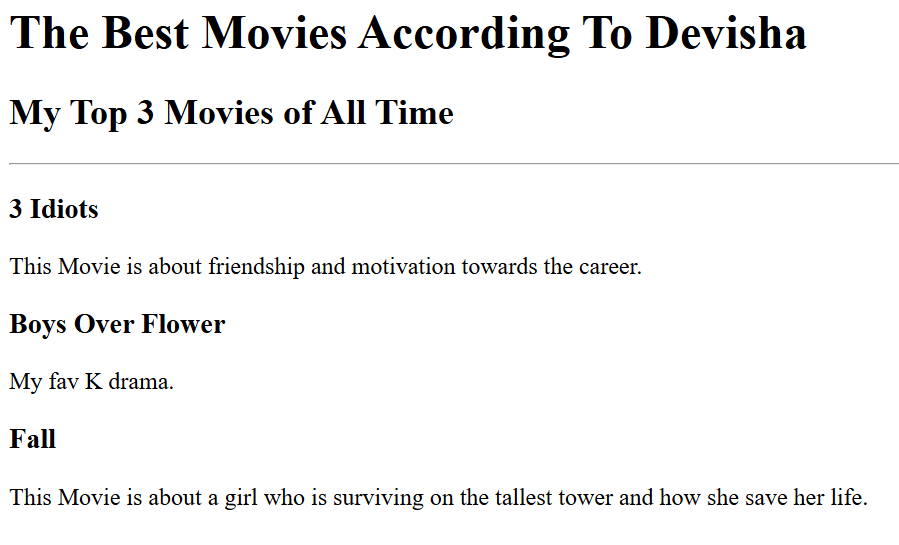 The Best Movies According To Devisha
My Top 3 Movies of All Time
3 Idiots
This Movie is about friendship and motivation towards the career.
Boys Over Flower
My fav K drama.
Fall
This Movie is about a girl who is surviving on the tallest tower and how she save her life.